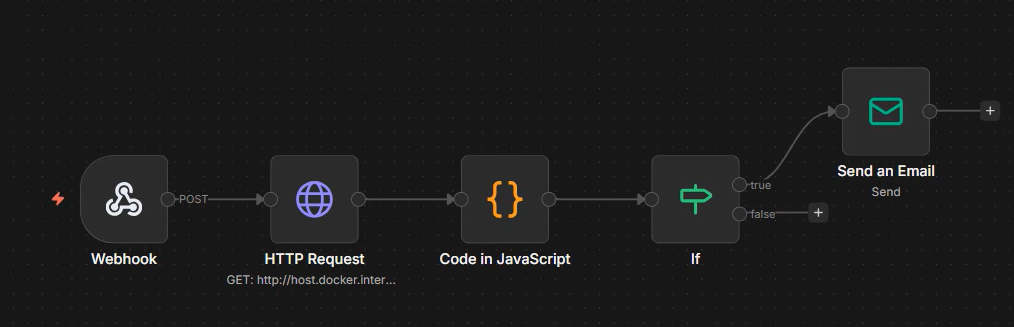 POST
Webhook
HTTP Request
GET: http://host.docker.inter...
Code in JavaScript
If
true
false
Send an Email
Send